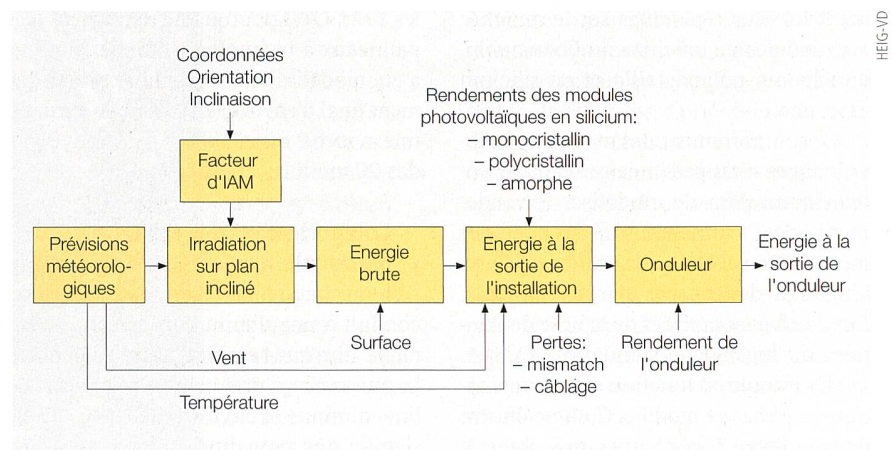 HEIG-VD
Coordonnées
Orientation
Inclinaison
Rendements des modules
photovoltaïques en silicium:
– monocristallin
– polycristallin
– amorphe
Facteur
d'IAM
Prévisions
météorolo-
giques
Irradiation
sur plan
incliné
Energie
brute
Energie à la
sortie de
l'installation
Onduleur
Energie à la
sortie de
l'onduleur
Surface
Pertes:
– mismatch
– câblage
Rendement de
l'onduleur
Vent
Température